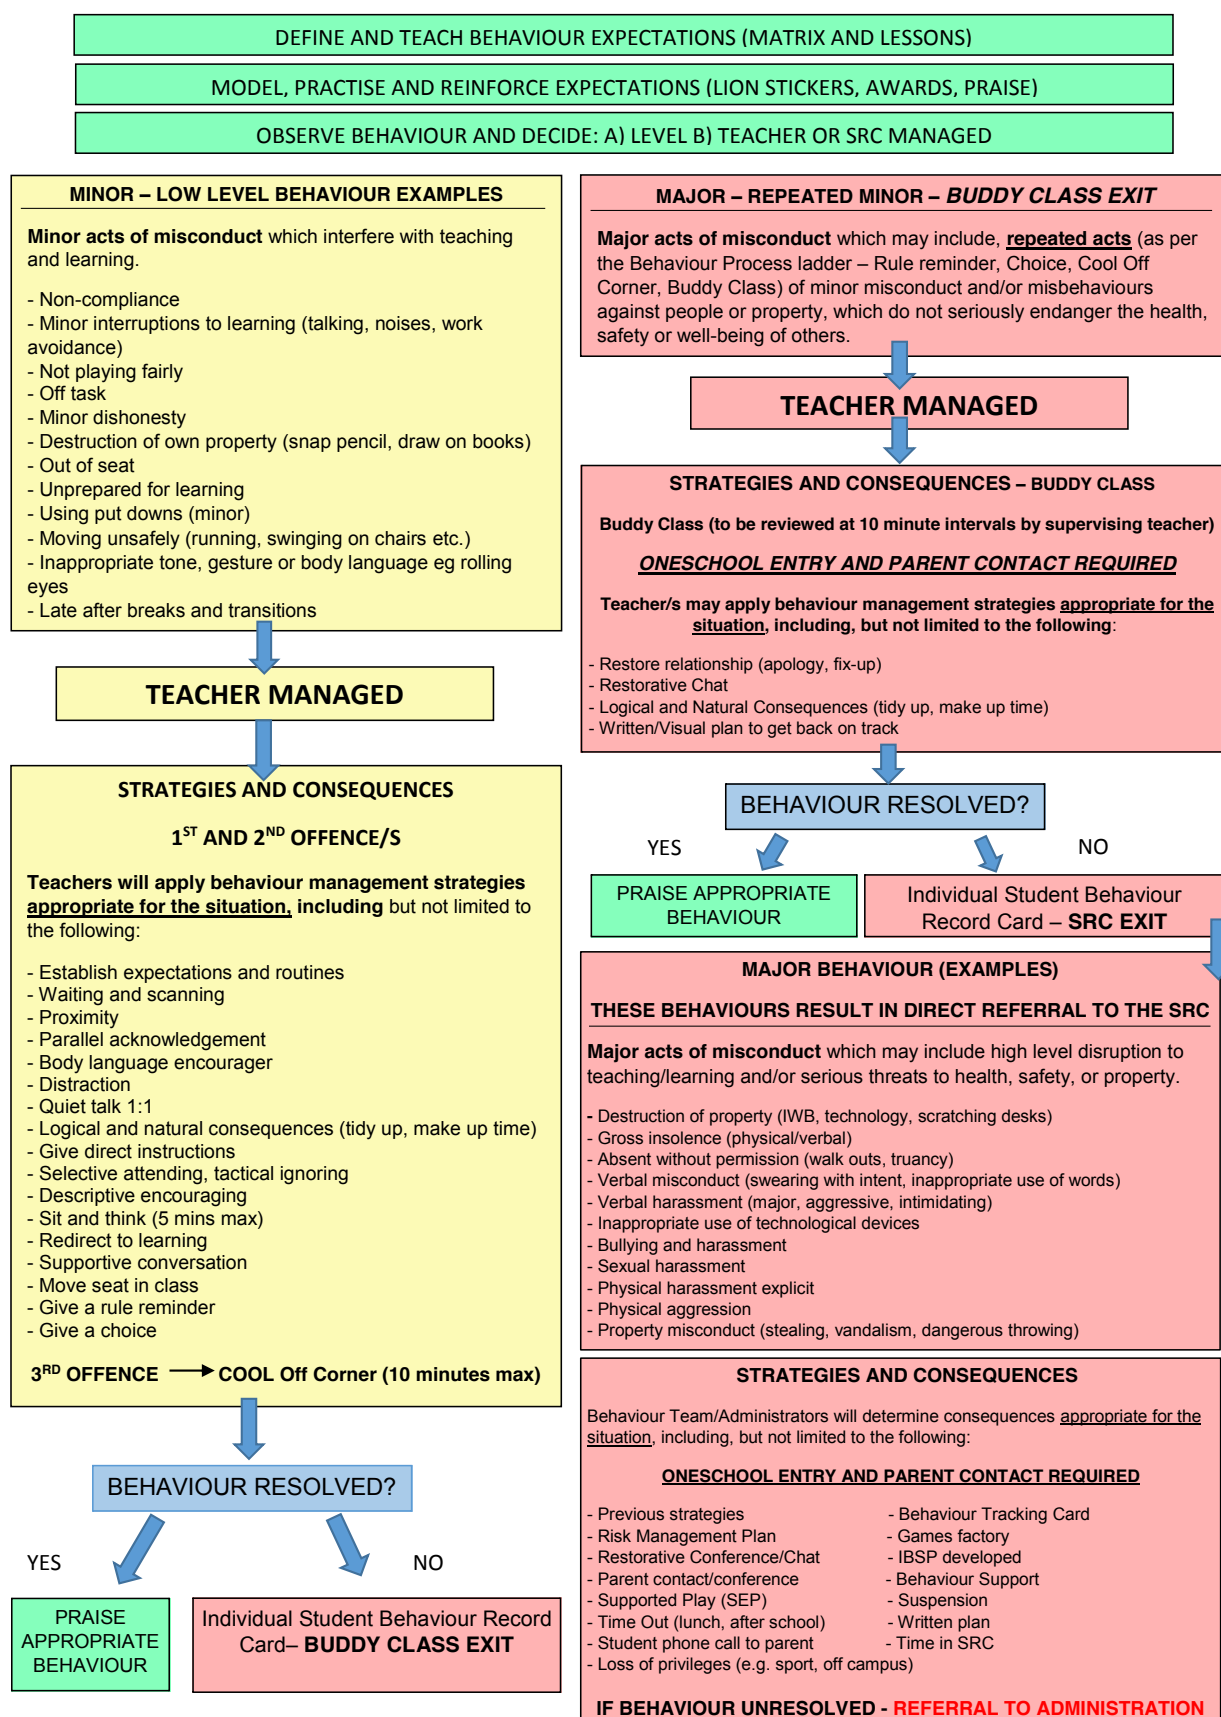 DEFINE AND TEACH BEHAVIOUR EXPECTATIONS (MATRIX AND LESSONS)
MODEL, PRACTISE AND REINFORCE EXPECTATIONS (LION STICKERS, AWARDS, PRAISE)
OBSERVE BEHAVIOUR AND DECIDE: A) LEVEL B) TEACHER OR SRC MANAGED
MINOR – LOW LEVEL BEHAVIOUR EXAMPLES
Minor acts of misconduct which interfere with teaching
and learning.
- Non-compliance
- Minor interruptions to learning (talking, noises, work
avoidance)
- Not playing fairly
- Off task
- Minor dishonesty
- Destruction of own property (snap pencil, draw on books)
- Out of seat
- Unprepared for learning
- Using put downs (minor)
- Moving unsafely (running, swinging on chairs etc.)
- Inappropriate tone, gesture or body language eg rolling
eyes
- Late after breaks and transitions
TEACHER MANAGED
STRATEGIES AND CONSEQUENCES
1ST AND 2ND OFFENCE/S
Teachers will apply behaviour management strategies
appropriate for the situation, including but not limited to
the following:
- Establish expectations and routines
- Waiting and scanning
- Proximity
- Parallel acknowledgement
- Body language encourager
- Distraction
- Quiet talk 1:1
- Logical and natural consequences (tidy up, make up time)
- Give direct instructions
- Selective attending, tactical ignoring
- Descriptive encouraging
- Sit and think (5 mins max)
- Redirect to learning
- Supportive conversation
- Move seat in class
- Give a rule reminder
- Give a choice
3RD OFFENCE COOL Off Corner (10 minutes max)
BEHAVIOUR RESOLVED?
YES
NO
PRAISE
APPROPRIATE
BEHAVIOUR
Individual Student Behaviour Record
Card– BUDDY CLASS EXIT
MAJOR – REPEATED MINOR – BUDDY CLASS EXIT
Major acts of misconduct which may include, repeated acts (as per
the Behaviour Process ladder – Rule reminder, Choice, Cool Off
Corner, Buddy Class) of minor misconduct and/or misbehaviours
against people or property, which do not seriously endanger the health,
safety or well-being of others.
TEACHER MANAGED
STRATEGIES AND CONSEQUENCES – BUDDY CLASS
Buddy Class (to be reviewed at 10 minute intervals by supervising teacher)
ONESCHOOL ENTRY AND PARENT CONTACT REQUIRED
Teacher/s may apply behaviour management strategies appropriate for the
situation, including, but not limited to the following:
- Restore relationship (apology, fix-up)
- Restorative Chat
- Logical and Natural Consequences (tidy up, make up time)
- Written/Visual plan to get back on track
BEHAVIOUR RESOLVED?
YES
NO
PRAISE APPROPRIATE
BEHAVIOUR
Individual Student Behaviour
Record Card – SRC EXIT
MAJOR BEHAVIOUR (EXAMPLES)
THESE BEHAVIOURS RESULT IN DIRECT REFERRAL TO THE SRC
Major acts of misconduct which may include high level disruption to
teaching/learning and/or serious threats to health, safety, or property.
- Destruction of property (IWB, technology, scratching desks)
- Gross insolence (physical/verbal)
- Absent without permission (walk outs, truancy)
- Verbal misconduct (swearing with intent, inappropriate use of words)
- Verbal harassment (major, aggressive, intimidating)
- Inappropriate use of technological devices
- Bullying and harassment
- Sexual harassment
- Physical harassment explicit
- Physical aggression
- Property misconduct (stealing, vandalism, dangerous throwing)
STRATEGIES AND CONSEQUENCES
Behaviour Team/Administrators will determine consequences appropriate for the
situation, including, but not limited to the following:
ONESCHOOL ENTRY AND PARENT CONTACT REQUIRED
- Previous strategies
- Risk Management Plan
- Restorative Conference/Chat
- Parent contact/conference
- Supported Play (SEP)
- Time Out (lunch, after school)
- Student phone call to parent
- Loss of privileges (e.g. sport, off campus)
- Behaviour Tracking Card
- Games factory
- IBSP developed
- Behaviour Support
- Suspension
- Written plan
- Time in SRC
IF BEHAVIOUR UNRESOLVED - REFERRAL TO ADMINISTRATION